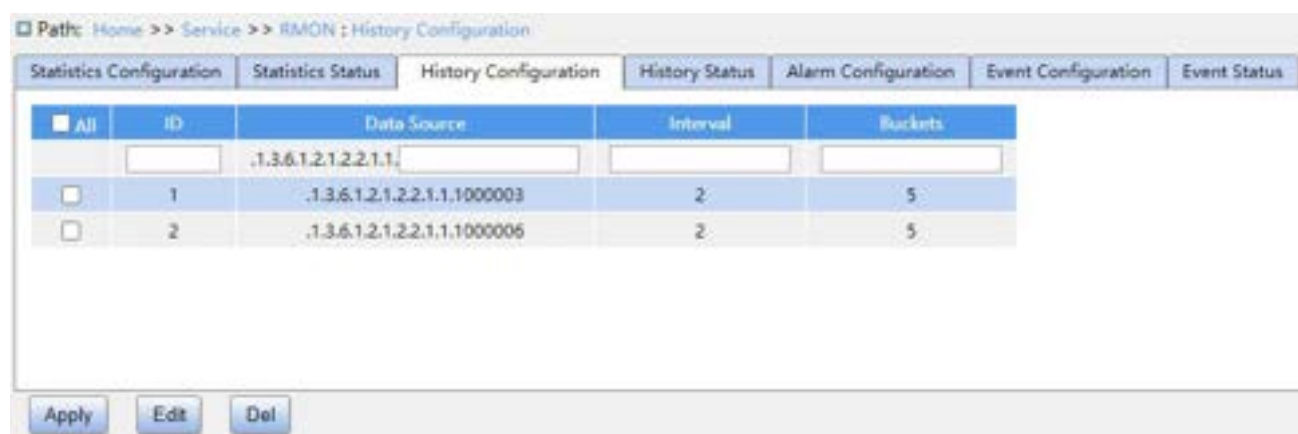 Path: Home >> Service >> RMON : History Configuration
Statistics Configuration Statistics Status History Configuration History Status Alarm Configuration Event Configuration Event Status
All ID Data Source Interval Buckets
.1.3.6.1.2.1.2.2.1.1.
1 .1.3.6.1.2.1.2.2.1.1.1000003 2 5
2 .1.3.6.1.2.1.2.2.1.1.1000006 2 5
Apply Edit Del